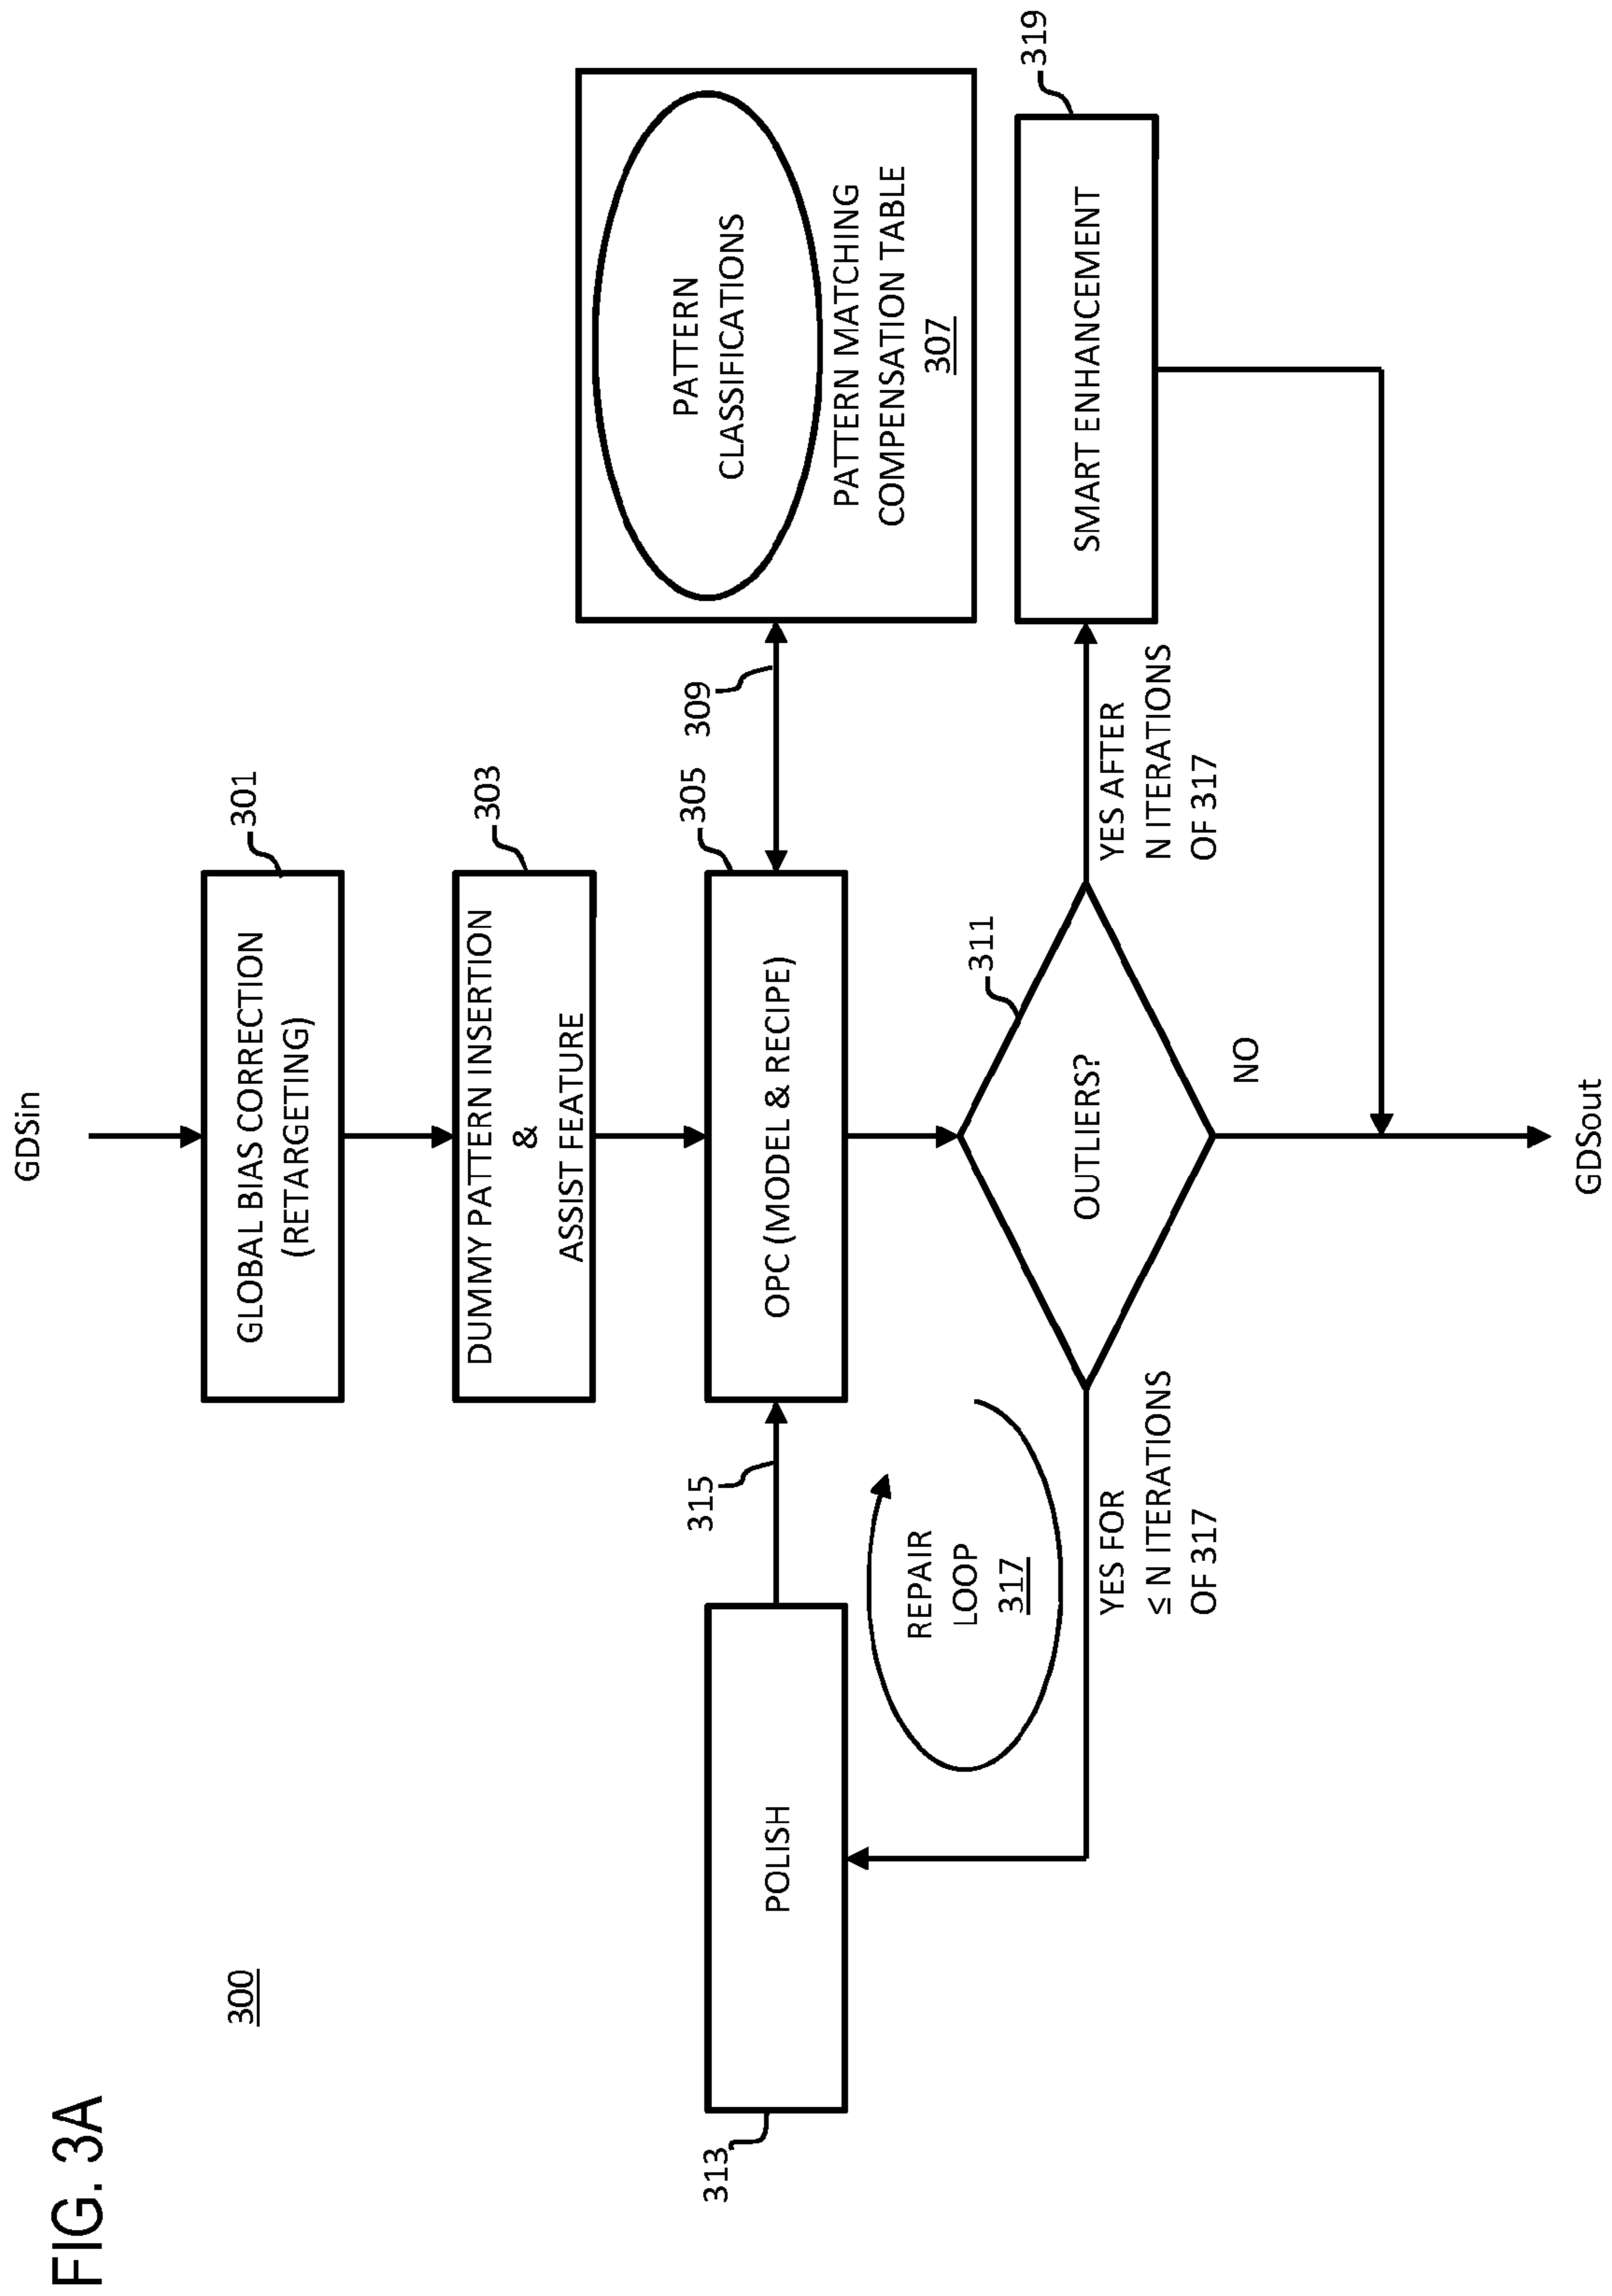 FIG. 3A
300
GDSin
GLOBAL BIAS CORRECTION
(RETARGETING)
301
DUMMY PATTERN INSERTION
&
ASSIST FEATURE
303
313
POLISH
315
OPC (MODEL & RECIPE)
305
309
PATTERN
CLASSIFICATIONS
PATTERN MATCHING
COMPENSATION TABLE
307
REPAIR
LOOP
317
OUTLIERS?
311
YES FOR
≤ N ITERATIONS
OF 317
YES AFTER
N ITERATIONS
OF 317
SMART ENHANCEMENT
319
NO
GDSout